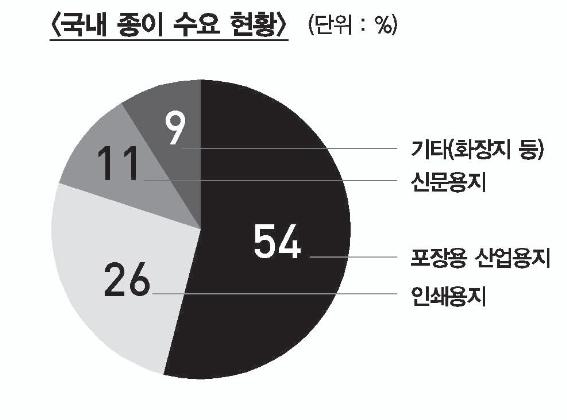 <국내 종이 수요 현황> (단위 : %)
9
기타(화장지 등)
11
신문용지
54
포장용 산업용지
26
인쇄용지